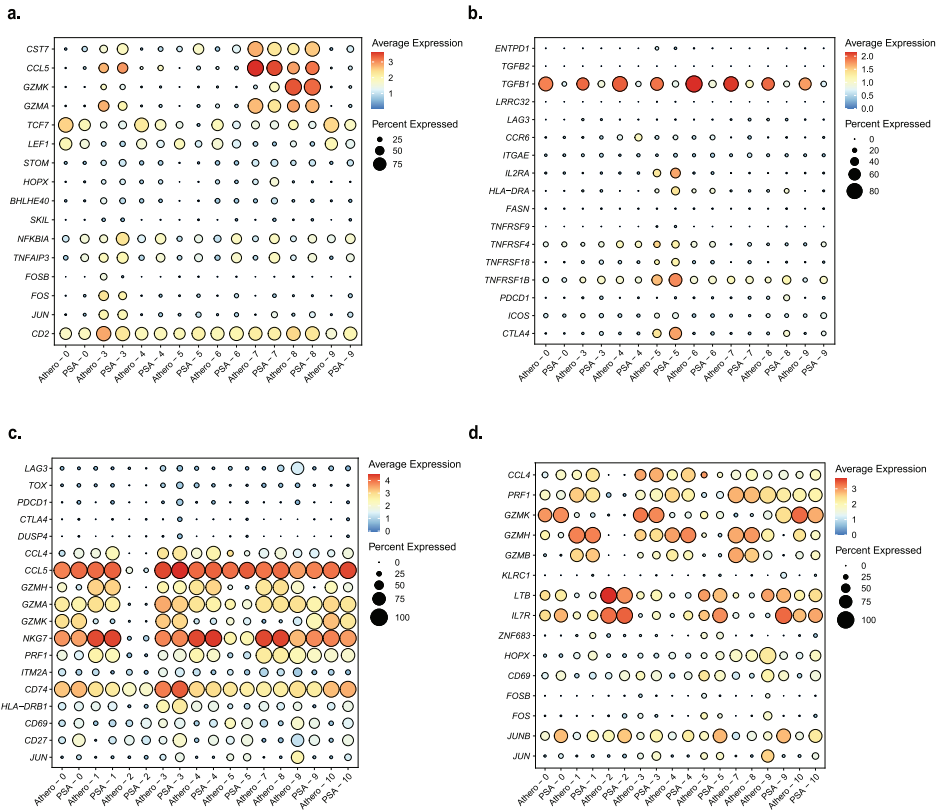 a.
CST7
CCL5
GZMK
GZMA
TCF7
LEF1
STOM
HOPX
BHLHE40
SKIL
NFKBIA
TNFAIP3
FOSB
FOS
JUN
CD2
Athero – 0
PSA – 0
Athero – 3
PSA – 3
Athero – 4
PSA – 4
Athero – 5
PSA – 5
Athero – 6
PSA – 6
Athero – 7
PSA – 7
Athero – 8
PSA – 8
Athero – 9
PSA – 9
Average Expression
3
2
1
Percent Expressed
25
50
75
b.
ENTPD1
TGFB2
TGFB1
LRRC32
LAG3
CCR6
ITGAE
IL2RA
HLA−DRA
FASN
TNFRSF9
TNFRSF4
TNFRSF18
TNFRSF1B
PDCD1
ICOS
CTLA4
Athero – 0
PSA – 0
Athero – 3
PSA – 3
Athero – 4
PSA – 4
Athero – 5
PSA – 5
Athero – 6
PSA – 6
Athero – 7
PSA – 7
Athero – 8
PSA – 8
Athero – 9
PSA – 9
Average Expression
2.0
1.5
1.0
0.5
0.0
Percent Expressed
0
20
40
60
80
c.
LAG3
TOX
PDCD1
CTLA4
DUSP4
CCL4
CCL5
GZMH
GZMA
GZMK
NKG7
PRF1
ITM2A
CD74
HLA−DRB1
CD69
CD27
JUN
Athero – 0
PSA – 0
Athero – 1
PSA – 1
Athero – 2
PSA – 2
Athero – 3
PSA – 3
Athero – 4
PSA – 4
Athero – 5
PSA – 5
Athero – 7
Athero – 8
Athero – 9
PSA – 9
Athero – 10
PSA – 10
Average Expression
4
3
2
1
0
Percent Expressed
0
25
50
75
100
d.
CCL4
PRF1
GZMK
GZMH
GZMB
KLRC1
LTB
IL7R
ZNF683
HOPX
CD69
FOSB
FOS
JUNB
JUN
Athero – 0
PSA – 0
Athero – 1
PSA – 1
Athero – 2
PSA – 2
Athero – 3
PSA – 3
Athero – 4
PSA – 4
Athero – 5
PSA – 5
Athero – 7
Athero – 8
Athero – 9
PSA – 9
Athero – 10
PSA – 10
Average Expression
3
2
1
0
Percent Expressed
0
25
50
75
100